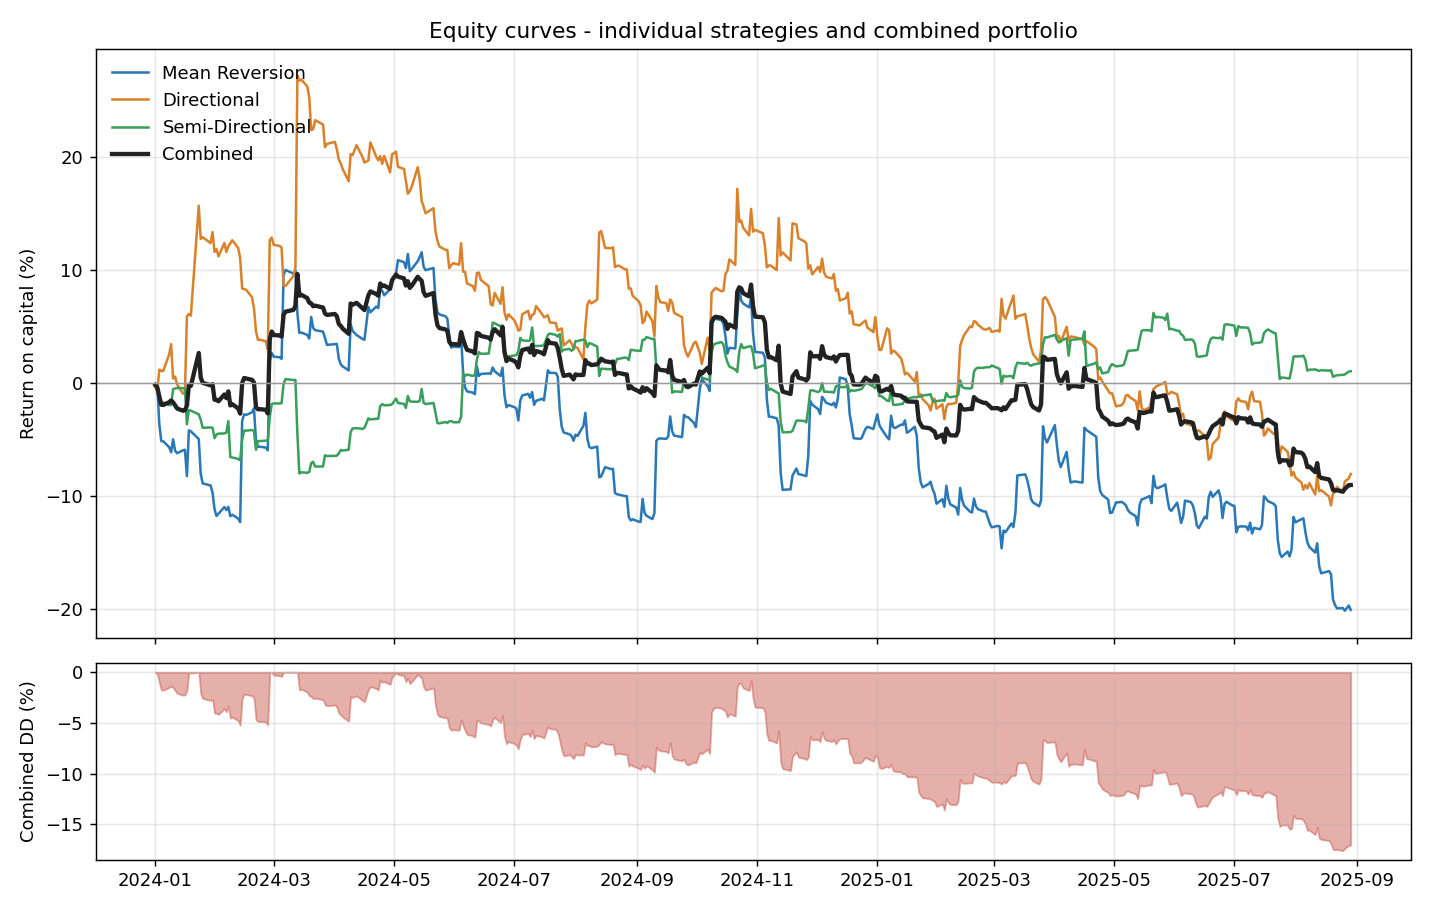 Equity curves - individual strategies and combined portfolio
Return on capital (%)
20
10
0
−10
−20
Mean Reversion
Directional
Semi-Directional
Combined
Combined DD (%)
0
−5
−10
−15
2024-01 2024-03 2024-05 2024-07 2024-09 2024-11 2025-01 2025-03 2025-05 2025-07 2025-09